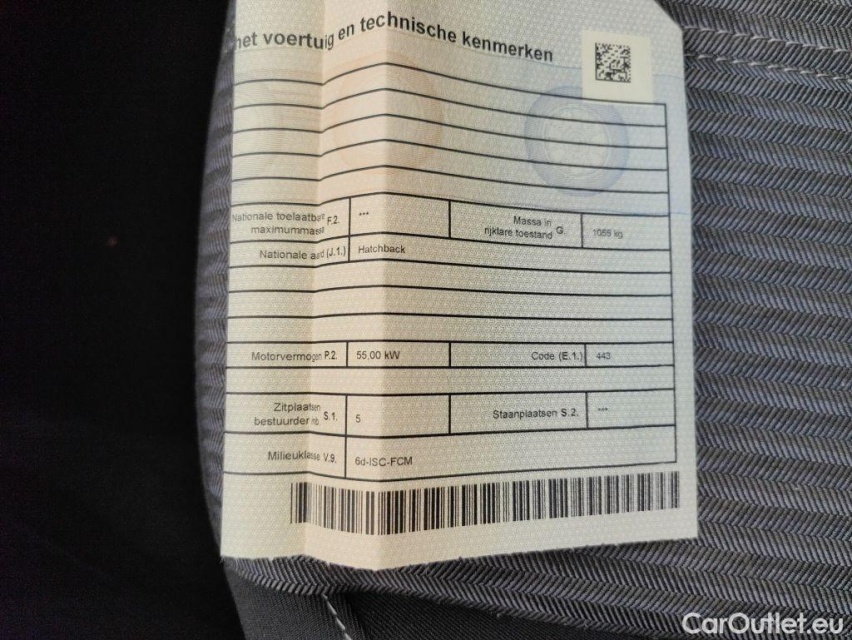 het voertuig en technische kenmerken
Nationale toelaatbare maximummassa F.2. ---
Massa in rijklare toestand G. 1055 kg
Nationale aard (J.1.) Hatchback
Motorvermogen P.2. 55,00 kW Code (E.1.) 443
Zitplaatsen bestuurder inb S.1. 5 Staanplaatsen S.2. ---
Milieuklasse V.9. 6d-ISC-FCM
CarOutlet.eu